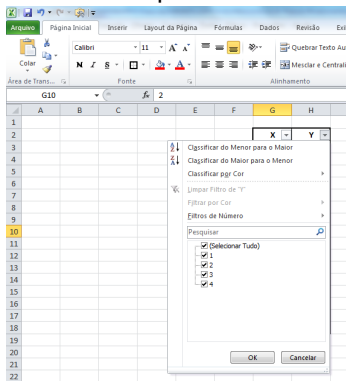 Arquivo Página Inicial Inserir Layout da Página Fórmulas Dados Revisão Exi
Colar
Calibri 11 A A
N I S A
Quebrar Texto Au
Mesclar e Centrali
Área de Trans... Fonte Alinhamento
G10 fx 2
A B C D E F G H
1
2 X Y
3 Classificar do Menor para o Maior
4 Classificar do Maior para o Menor
5 Classificar por Cor
6 Limpar Filtro de "Y"
7 Filtrar por Cor
8
9 Filtros de Número
10 Pesquisar
11 (Selecionar Tudo)
12 1
13 2
14 3
15 4
16
17
18
19
20
21 OK Cancelar
22